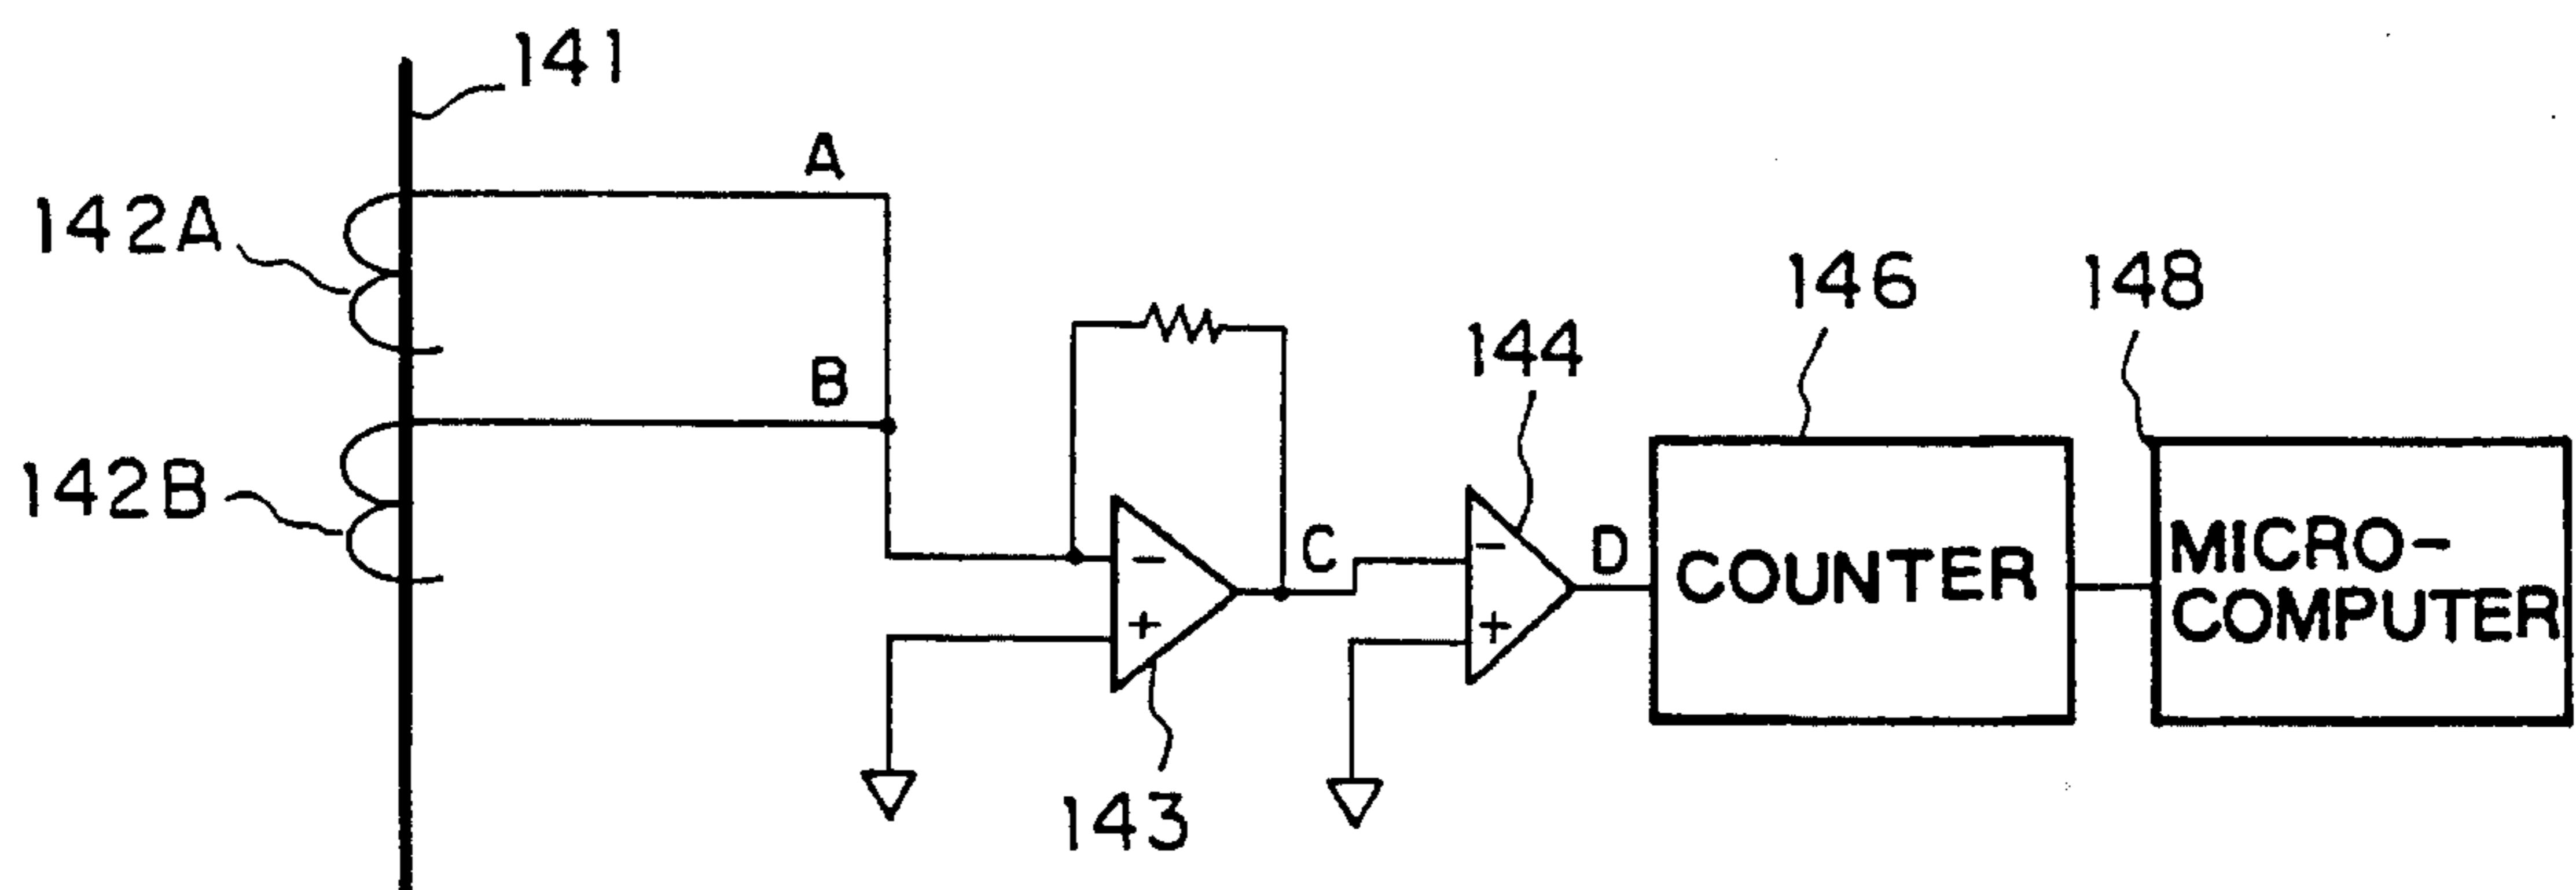 141
A
142A
146
148
144
B
142B
−
+
C
−
+
D
COUNTER
MICRO-
COMPUTER
143